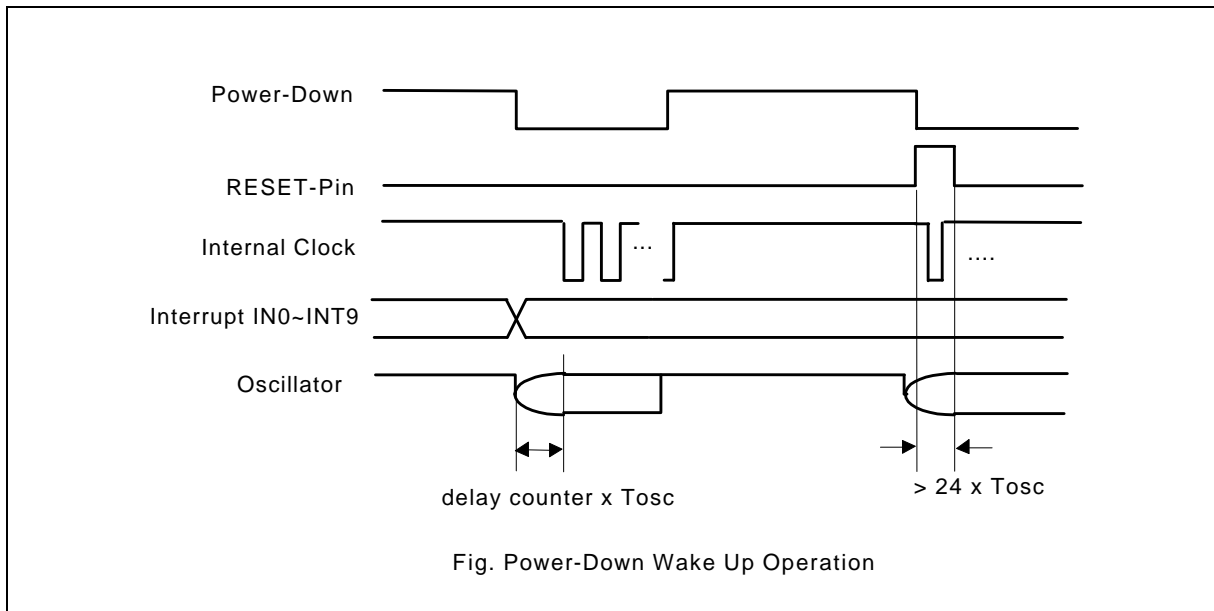 Power-Down
RESET-Pin
Internal Clock
...
....
Interrupt IN0~INT9
Oscillator
delay counter x Tosc
> 24 x Tosc
Fig. Power-Down Wake Up Operation